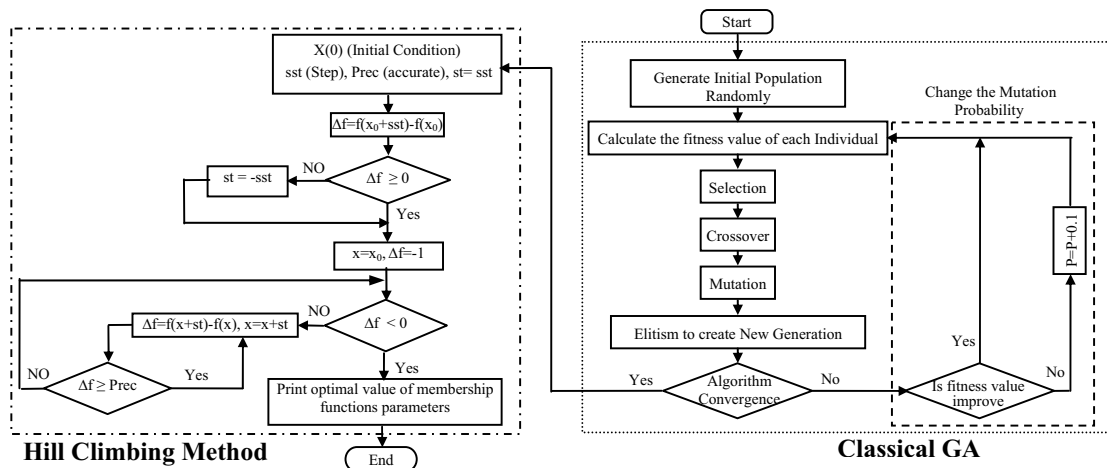 X(0) (Initial Condition)
sst (Step), Prec (accurate), st= sst
Δf=f(x₀+sst)-f(x₀)
Δf ≥ 0
NO
st = -sst
Yes
x=x₀, Δf=-1
Δf < 0
NO
Δf=f(x+st)-f(x), x=x+st
Δf ≥ Prec
NO
Yes
Yes
Print optimal value of membership
functions parameters
End
Hill Climbing Method
Start
Generate Initial Population
Randomly
Calculate the fitness value of each Individual
Selection
Crossover
Mutation
Elitism to create New Generation
Algorithm
Convergence
Yes
No
Change the Mutation
Probability
Is fitness value
improve
Yes
No
P=P+0.1
Classical GA